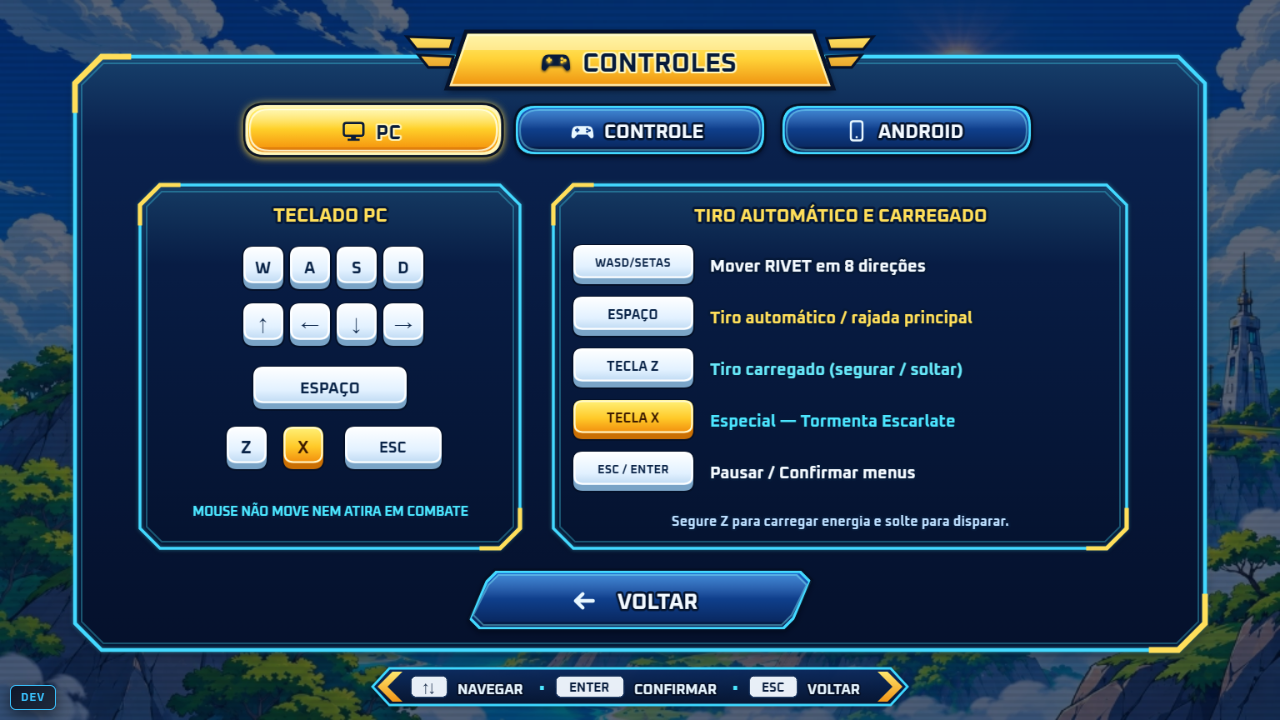 CONTROLES
PC
CONTROLE
ANDROID
TECLADO PC
W A S D
↑ ← ↓ →
ESPAÇO
Z X ESC
MOUSE NÃO MOVE NEM ATIRA EM COMBATE
TIRO AUTOMÁTICO E CARREGADO
WASD/SETAS Mover RIVET em 8 direções
ESPAÇO Tiro automático / rajada principal
TECLA Z Tiro carregado (segurar / soltar)
TECLA X Especial — Tormenta Escarlate
ESC / ENTER Pausar / Confirmar menus
Segure Z para carregar energia e solte para disparar.
← VOLTAR
↑↓ NAVEGAR · ENTER CONFIRMAR · ESC VOLTAR
DEV